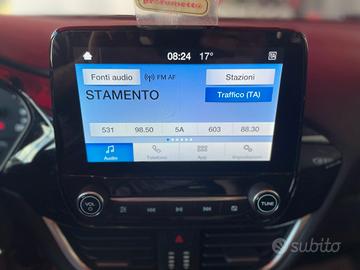 profumetto
08:24 17°
Fonti audio FM AF Stazioni
STAMENTO Traffico (TA)
531 98.50 5A 603 88.30
Audio Telefono App Impostazioni
VOL TUNE
subito